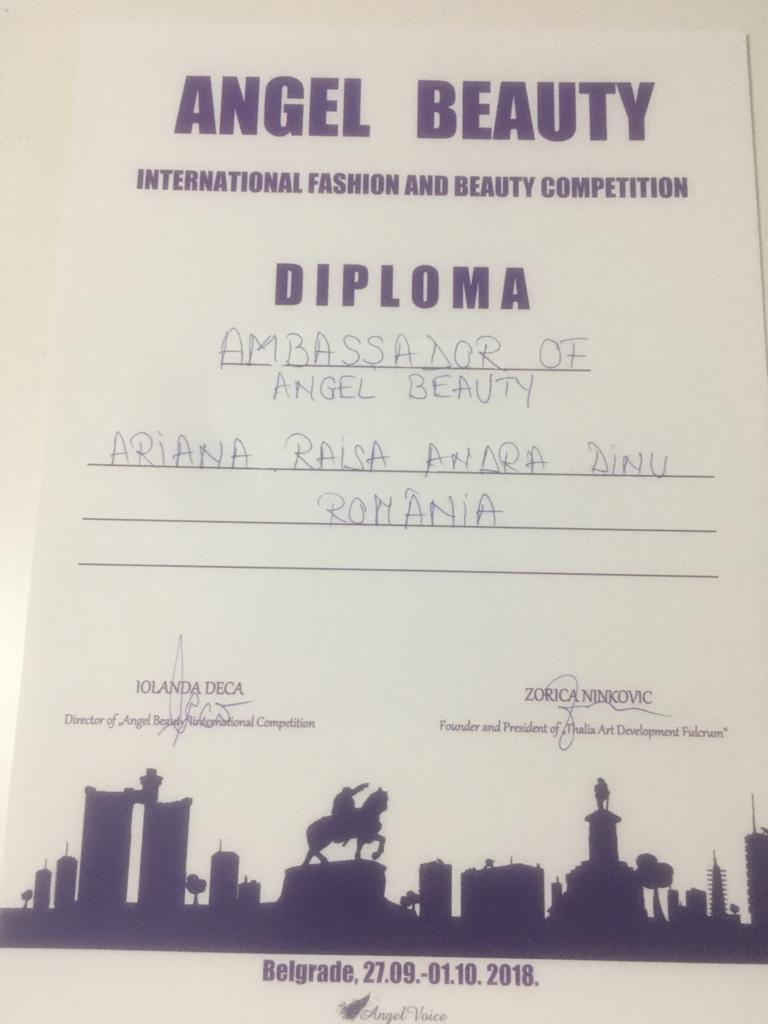 ANGEL BEAUTY
INTERNATIONAL FASHION AND BEAUTY COMPETITION
DIPLOMA
AMBASSADOR OF
ANGEL BEAUTY
ARIANA RAISA ANDRA DINU
ROMÂNIA
IOLANDA DECA
Director of „Angel Beauty“ International Competition
ZORICA NINKOVIC
Founder and President of „Thalia Art Development Fulcrum“
Belgrade, 27.09.-01.10. 2018.
Angel Voice